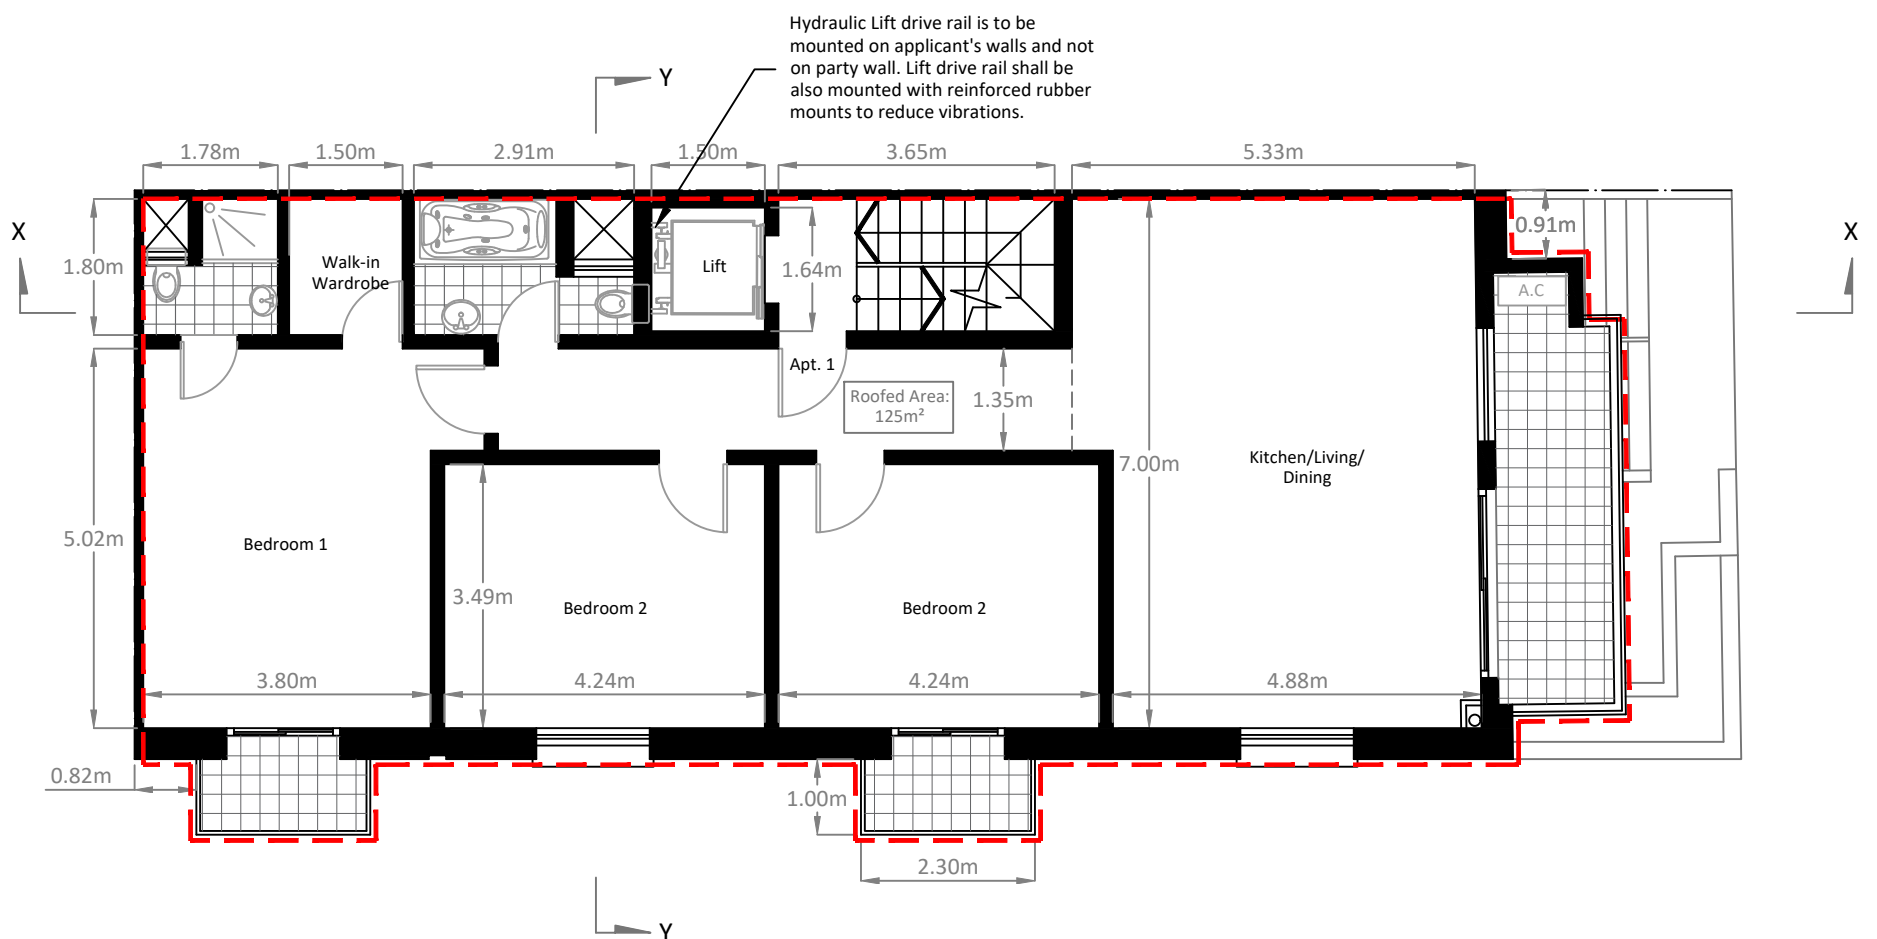 Hydraulic Lift drive rail is to be
mounted on applicant's walls and not
on party wall. Lift drive rail shall be
also mounted with reinforced rubber
mounts to reduce vibrations.
Y
1.78m
1.50m
2.91m
1.50m
3.65m
5.33m
X
X
0.91m
1.80m
Walk-in
Wardrobe
Lift
1.64m
A.C
Apt. 1
Roofed Area:
125m²
1.35m
7.00m
Kitchen/Living/
Dining
5.02m
Bedroom 1
3.49m
Bedroom 2
Bedroom 2
3.80m
4.24m
4.24m
4.88m
0.82m
1.00m
2.30m
Y